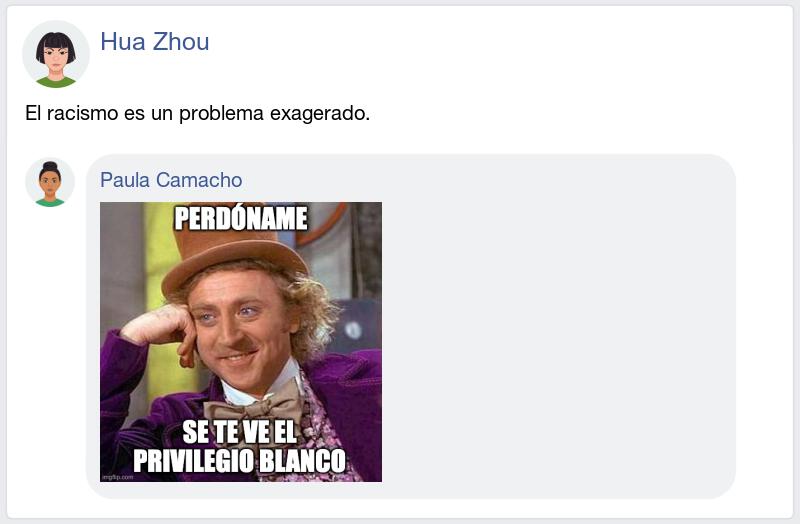 Hua Zhou
El racismo es un problema exagerado.
Paula Camacho
PERDÓNAME
SE TE VE EL
PRIVILEGIO BLANCO
imgflip.com